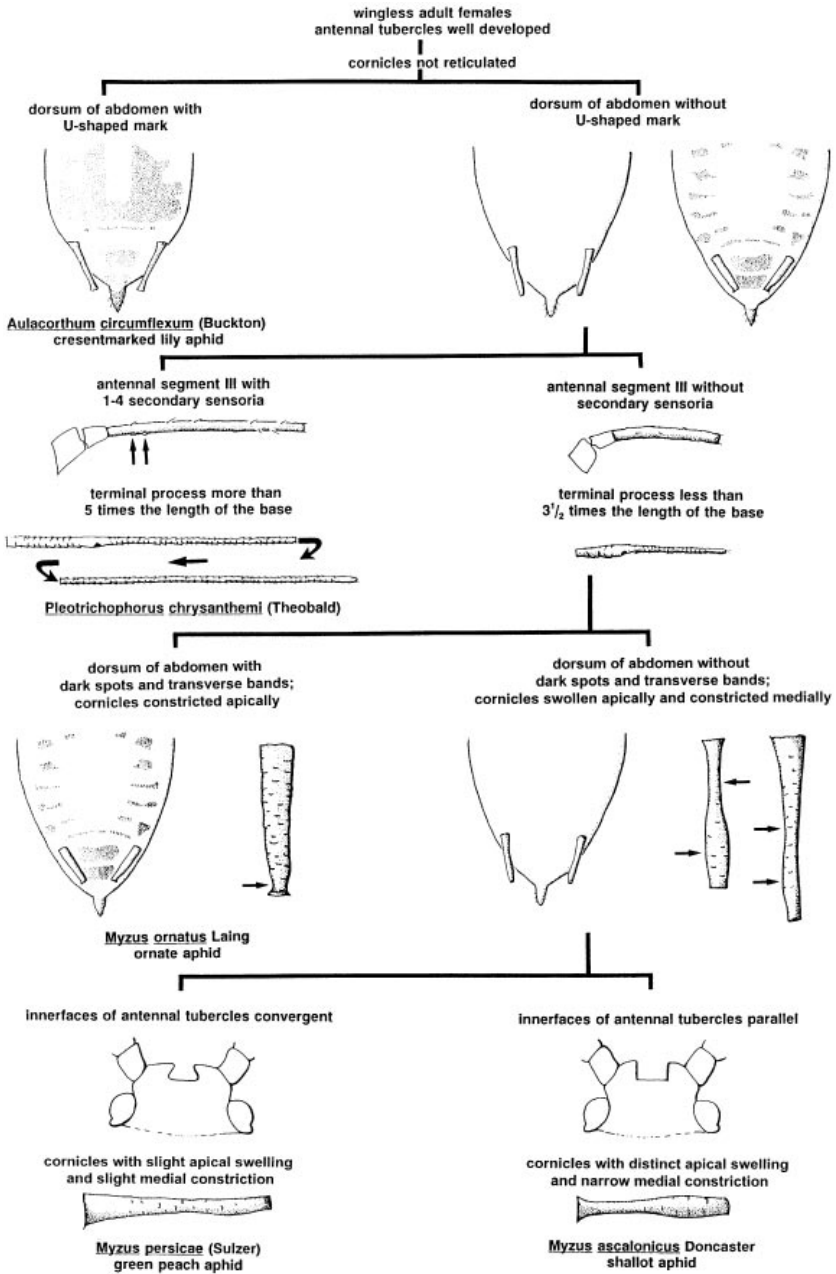 wingless adult females
antennal tubercles well developed
cornicles not reticulated
dorsum of abdomen with
U-shaped mark
dorsum of abdomen without
U-shaped mark
Aulacorthum circumflexum (Buckton)
cresentmarked lily aphid
antennal segment III with
1-4 secondary sensoria
antennal segment III without
secondary sensoria
terminal process more than
5 times the length of the base
terminal process less than
3 1/2 times the length of the base
Pleotrichophorus chrysanthemi (Theobald)
dorsum of abdomen with
dark spots and transverse bands;
cornicles constricted apically
dorsum of abdomen without
dark spots and transverse bands;
cornicles swollen apically and constricted medially
Myzus ornatus Laing
ornate aphid
innerfaces of antennal tubercles convergent
innerfaces of antennal tubercles parallel
cornicles with slight apical swelling
and slight medial constriction
cornicles with distinct apical swelling
and narrow medial constriction
Myzus persicae (Sulzer)
green peach aphid
Myzus ascalonicus Doncaster
shallot aphid